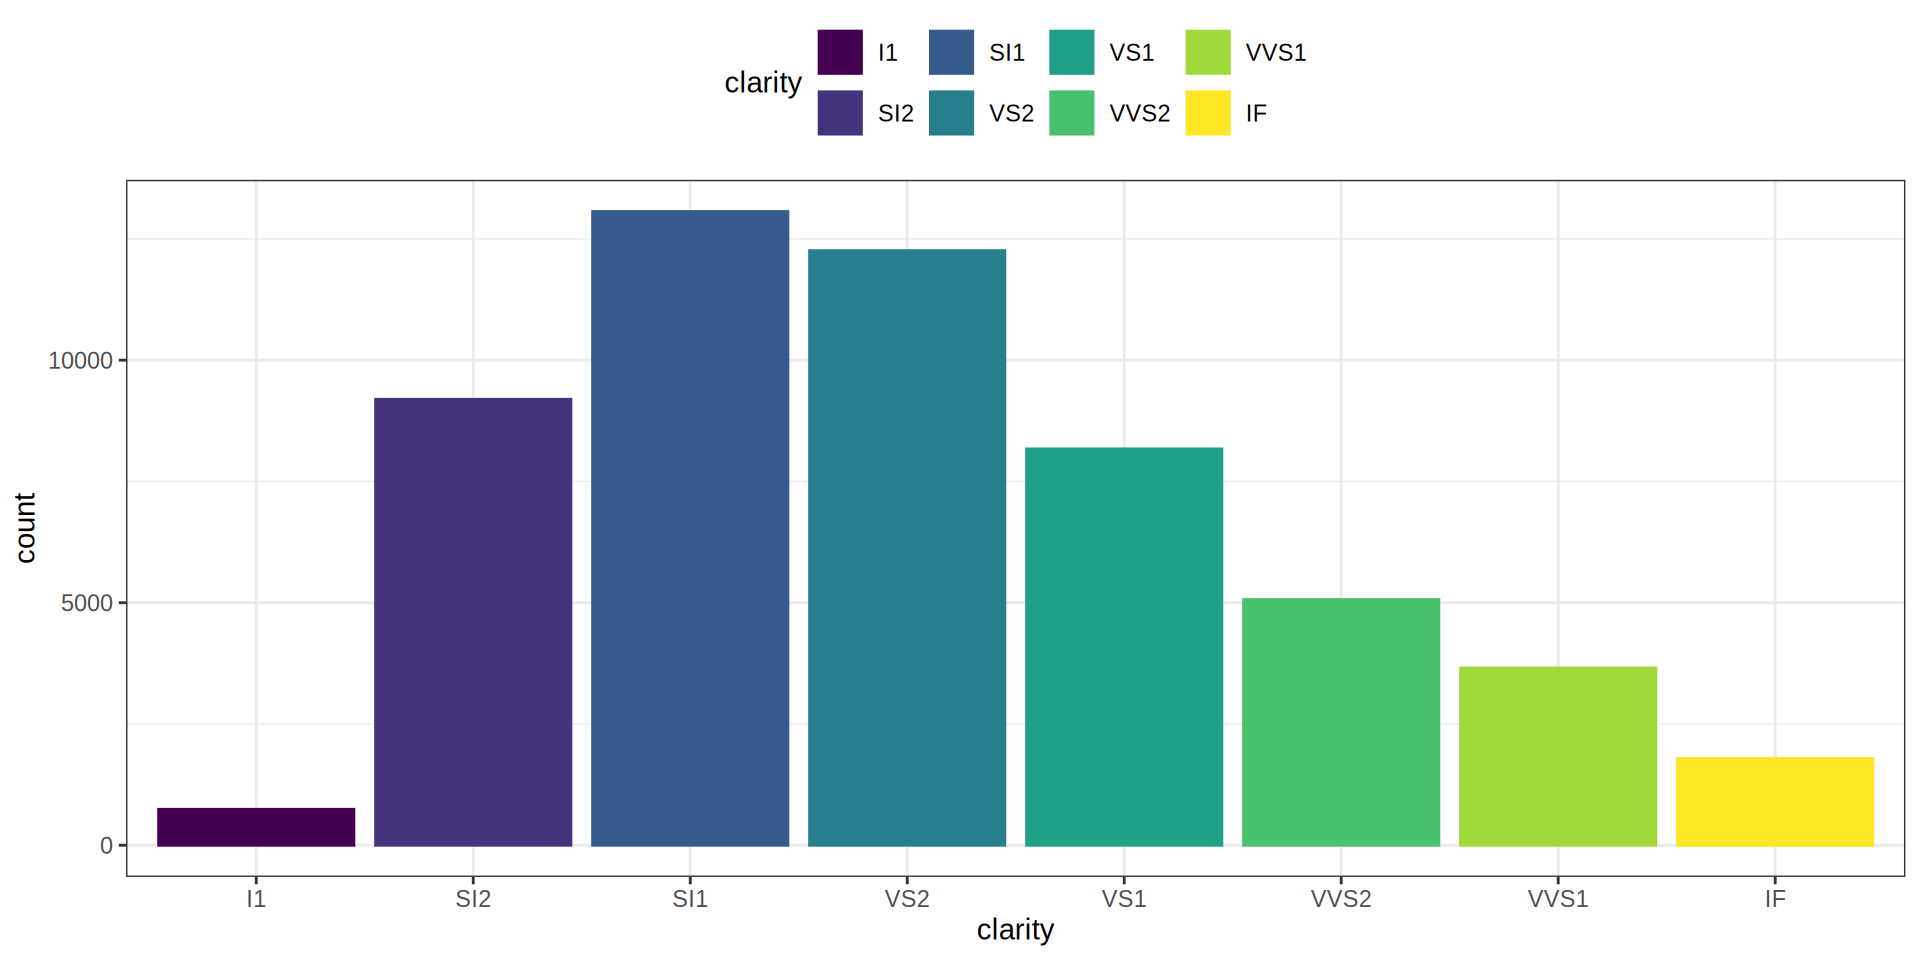 clarity
I1 SI1 VS1 VVS1
SI2 VS2 VVS2 IF
count
10000
5000
0
I1 SI2 SI1 VS2 VS1 VVS2 VVS1 IF
clarity